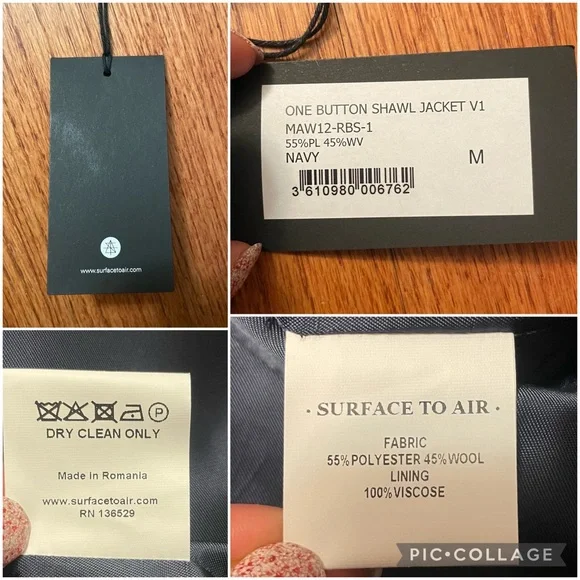 www.surfacetoair.com
ONE BUTTON SHAWL JACKET V1
MAW12-RBS-1
55%PL 45%WV
NAVY
M
3 610980 006762
P
DRY CLEAN ONLY
Made in Romania
www.surfacetoair.com
RN 136529
· SURFACE TO AIR ·
FABRIC
55%POLYESTER 45%WOOL
LINING
100%VISCOSE
PIC•COLLAGE